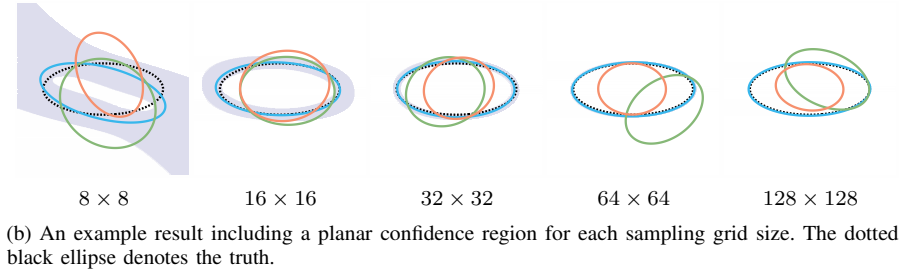 8 × 8 16 × 16 32 × 32 64 × 64 128 × 128
(b) An example result including a planar confidence region for each sampling grid size. The dotted
black ellipse denotes the truth.